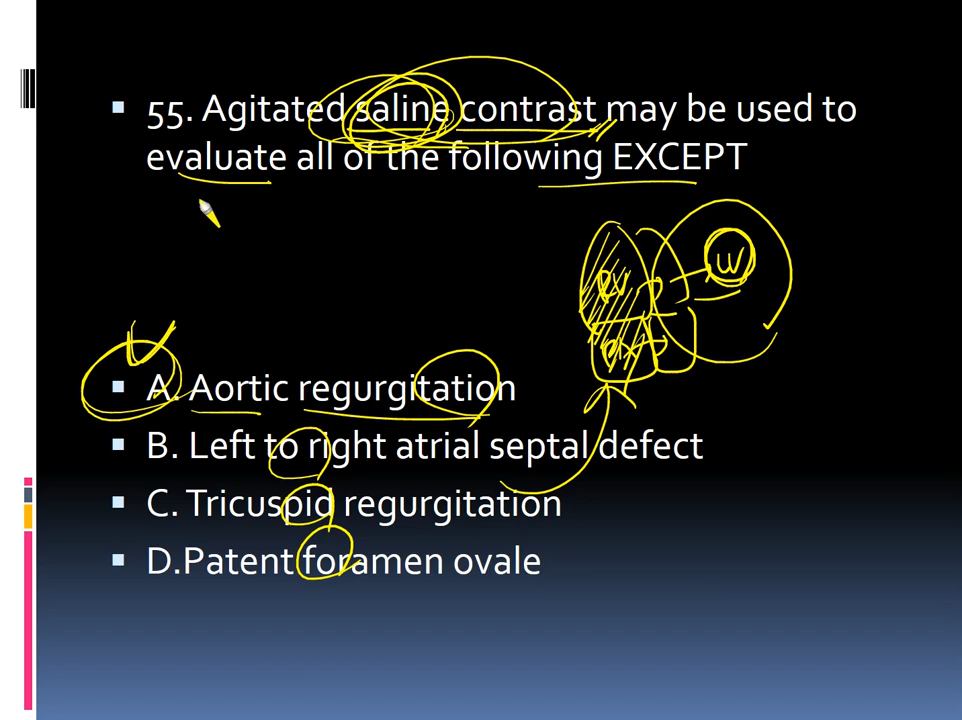 ▪ 55. Agitated saline contrast may be used to
evaluate all of the following EXCEPT
RV
▪ A. Aortic regurgitation
▪ B. Left to right atrial septal defect
▪ C. Tricuspid regurgitation
▪ D.Patent foramen ovale